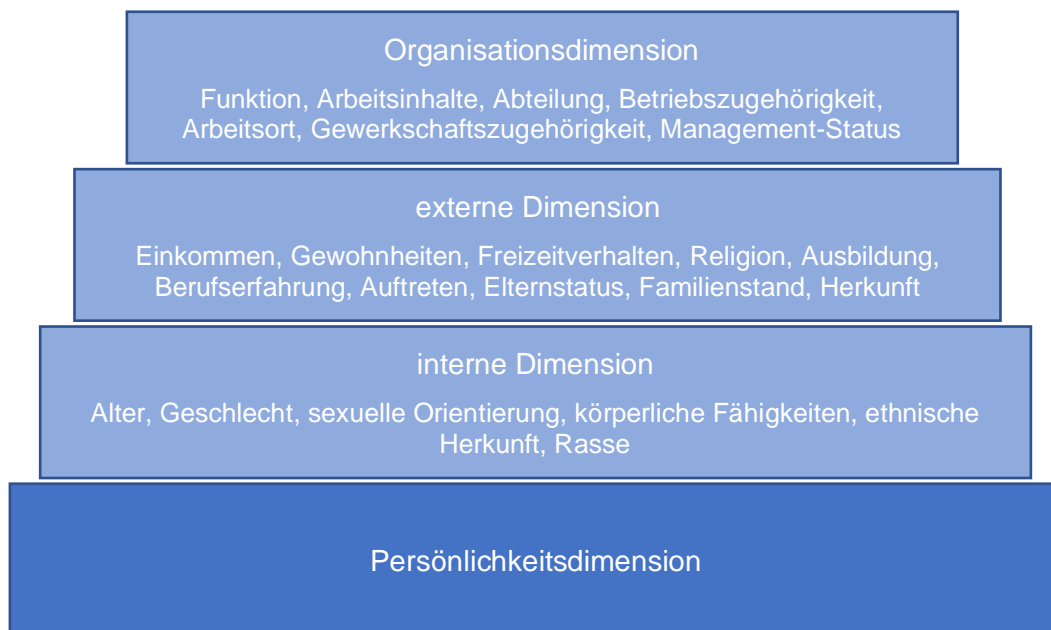 Organisationsdimension
Funktion, Arbeitsinhalte, Abteilung, Betriebszugehörigkeit,
Arbeitsort, Gewerkschaftszugehörigkeit, Management-Status
externe Dimension
Einkommen, Gewohnheiten, Freizeitverhalten, Religion, Ausbildung,
Berufserfahrung, Auftreten, Elternstatus, Familienstand, Herkunft
interne Dimension
Alter, Geschlecht, sexuelle Orientierung, körperliche Fähigkeiten, ethnische
Herkunft, Rasse
Persönlichkeitsdimension